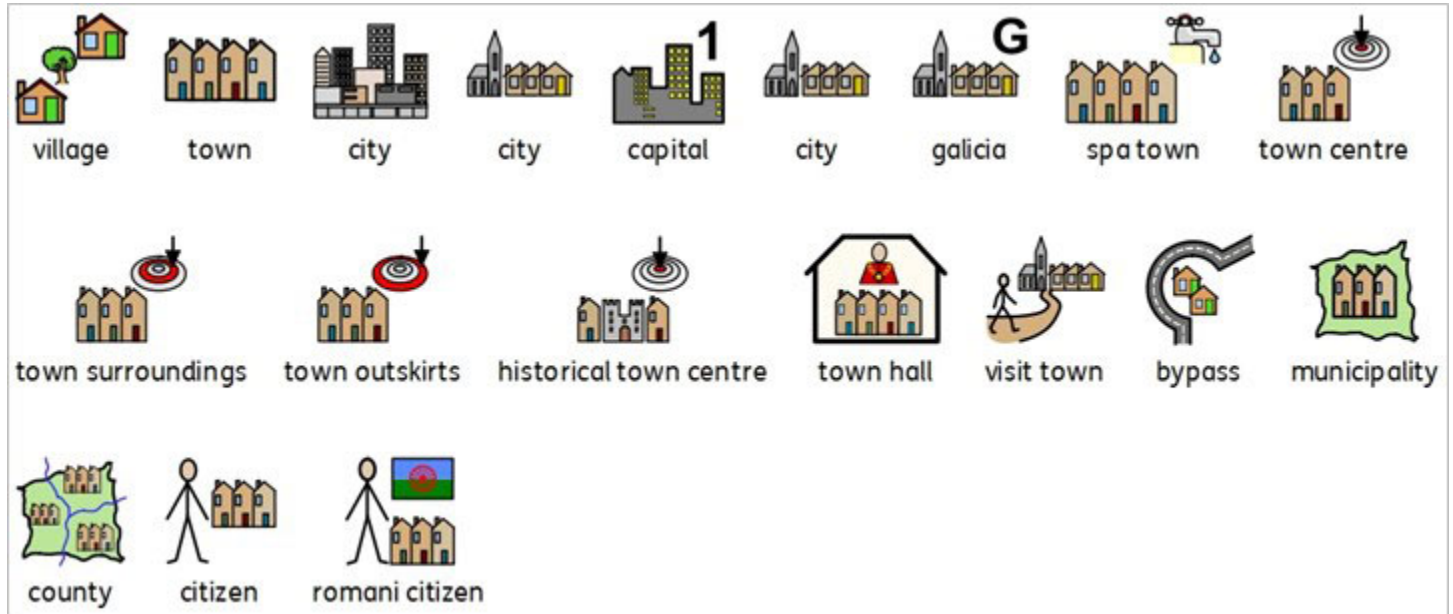 1
G
village town city city capital city galicia spa town town centre
town surroundings town outskirts historical town centre town hall visit town bypass municipality
county citizen romani citizen